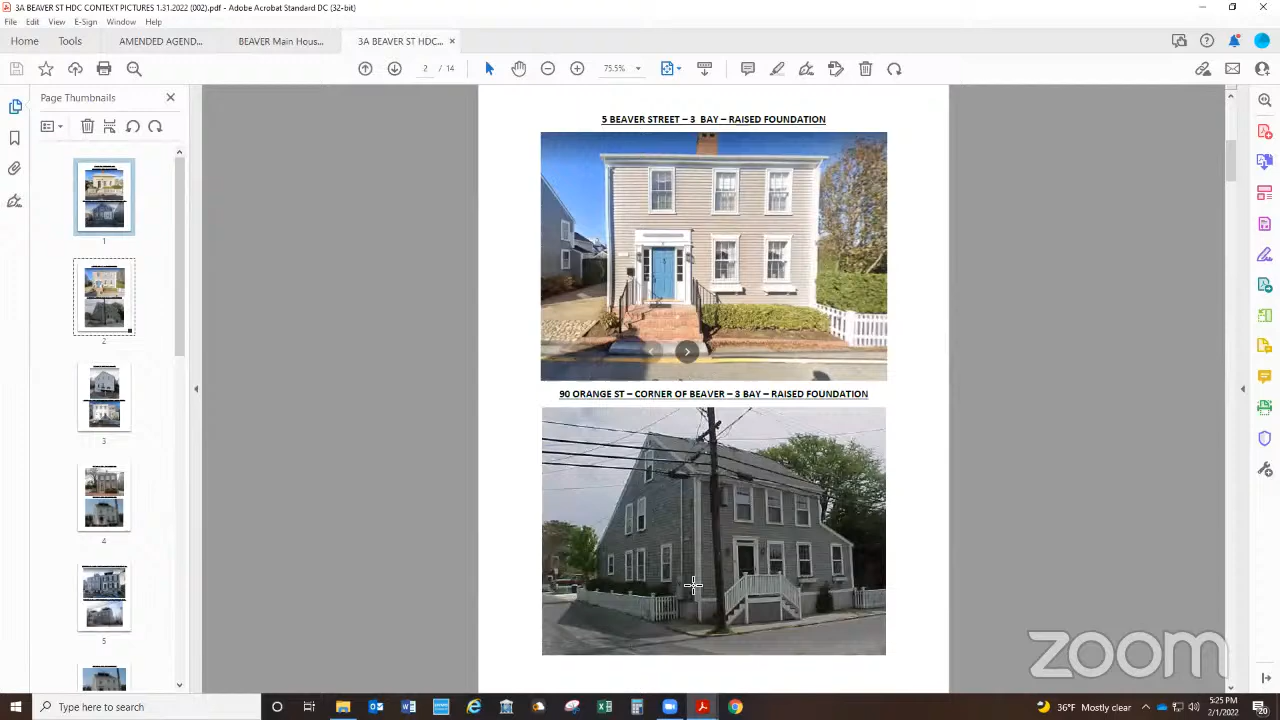 3A BEAVER ST HDC CONTEXT PICTURES 1.31.2022 (002).pdf - Adobe Acrobat Standard DC (32-bit)
File Edit View E-Sign Window Help
Home Tools AMENDED AGEND... BEAVER Main Hous... 3A BEAVER ST HDC...
2 / 14 75.5%
Page Thumbnails
5 BEAVER STREET – 3 BAY – RAISED FOUNDATION
1
2
90 ORANGE ST – CORNER OF BEAVER – 3 BAY – RAISED FOUNDATION
3
4
5
zoom
Type here to search
36°F Mostly clear
5:25 PM
2/1/2022
20